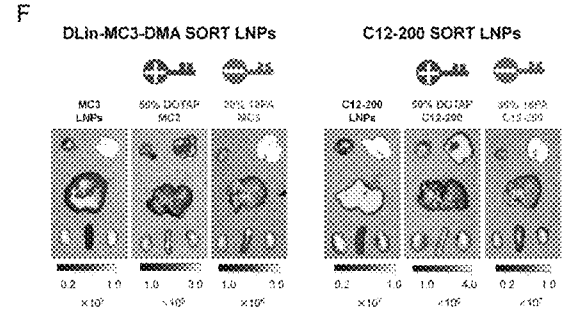 F
DLin-MC3-DMA SORT LNPs
C12-200 SORT LNPs
MC3 LNPs
50% DOTAP MC3
30% 18PA MC3
C12-200 LNPs
50% DOTAP C12-200
30% 18PA C12-200
0.2 1.0
1.0 3.0
1.0 3.0
0.2 1.0
1.0 4.0
0.2 1.0